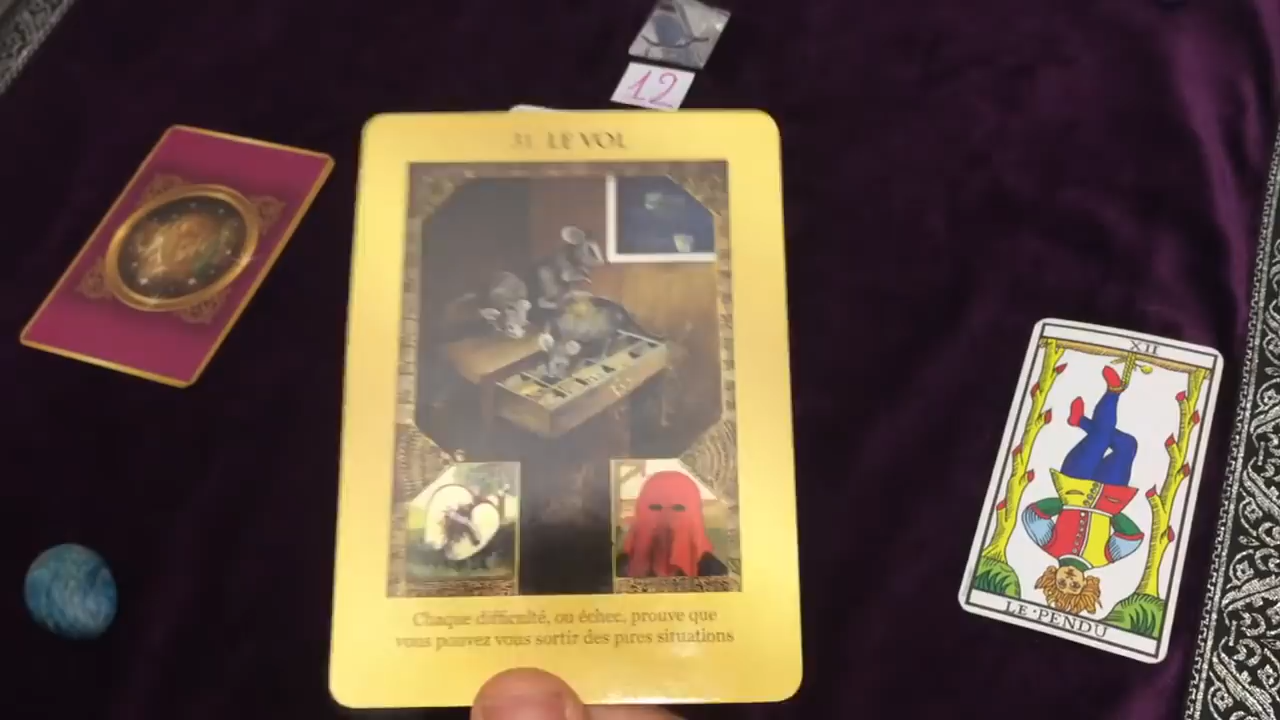 12
31 LE VOL
XII
LE·PENDU
Chaque difficulté, ou échec, prouve que
vous pouvez vous sortir des pires situations